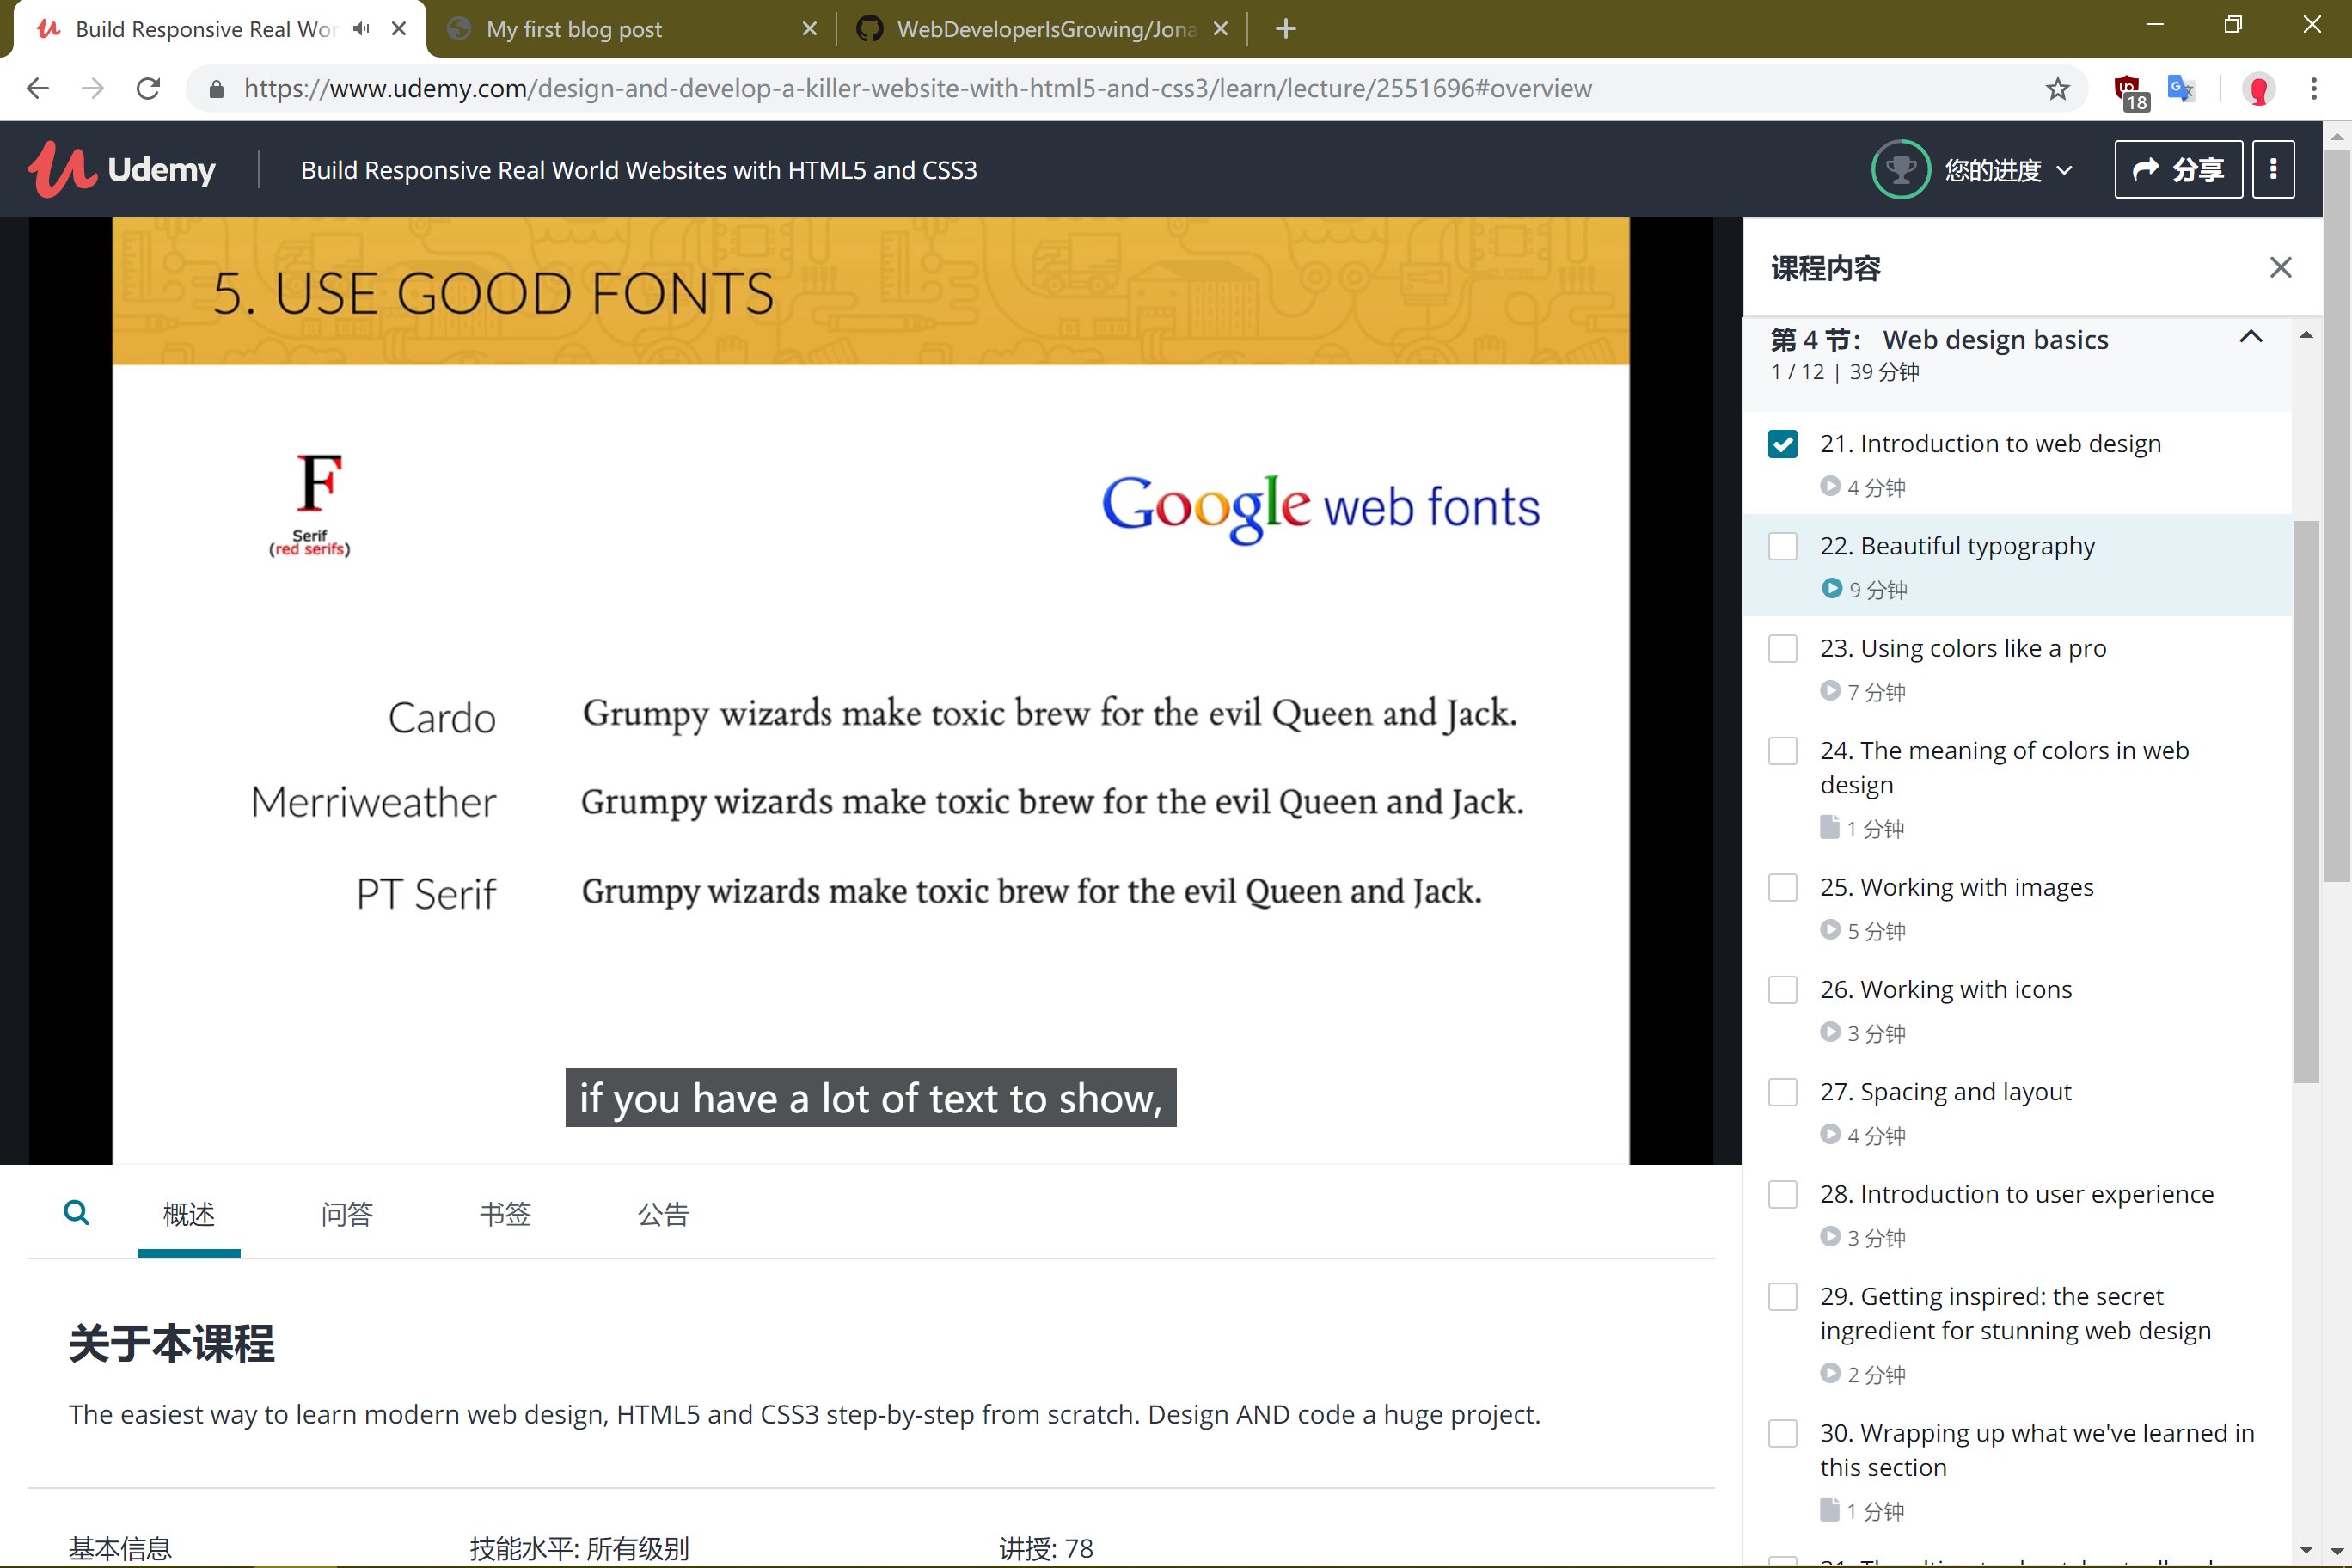 Build Responsive Real Wor
My first blog post
WebDeveloperIsGrowing/Jona
https://www.udemy.com/design-and-develop-a-killer-website-with-html5-and-css3/learn/lecture/2551696#overview
18
Udemy
Build Responsive Real World Websites with HTML5 and CSS3
您的进度
分享
5. USE GOOD FONTS
F
Serif
(red serifs)
Google web fonts
Cardo Grumpy wizards make toxic brew for the evil Queen and Jack.
Merriweather Grumpy wizards make toxic brew for the evil Queen and Jack.
PT Serif Grumpy wizards make toxic brew for the evil Queen and Jack.
if you have a lot of text to show,
概述 问答 书签 公告
关于本课程
The easiest way to learn modern web design, HTML5 and CSS3 step-by-step from scratch. Design AND code a huge project.
基本信息 技能水平: 所有级别 讲授: 78
课程内容
第 4 节: Web design basics
1 / 12 | 39 分钟
21. Introduction to web design
4 分钟
22. Beautiful typography
9 分钟
23. Using colors like a pro
7 分钟
24. The meaning of colors in web
design
1 分钟
25. Working with images
5 分钟
26. Working with icons
3 分钟
27. Spacing and layout
4 分钟
28. Introduction to user experience
3 分钟
29. Getting inspired: the secret
ingredient for stunning web design
2 分钟
30. Wrapping up what we've learned in
this section
1 分钟